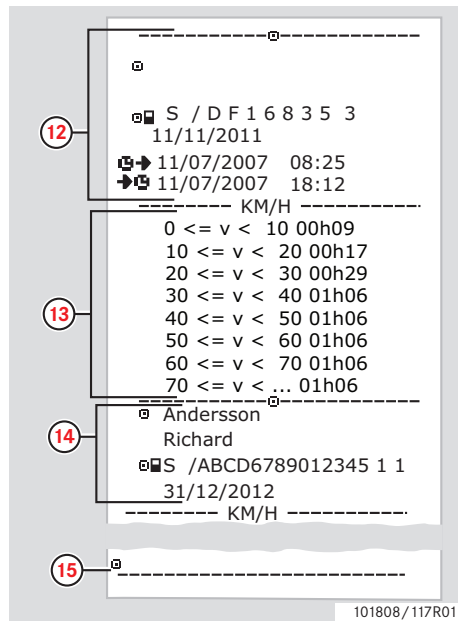 12
S / D F 1 6 8 3 5 3
11/11/2011
11/07/2007 08:25
11/07/2007 18:12
KM/H
13
0 <= v < 10 00h09
10 <= v < 20 00h17
20 <= v < 30 00h29
30 <= v < 40 01h06
40 <= v < 50 01h06
50 <= v < 60 01h06
60 <= v < 70 01h06
70 <= v < ... 01h06
14
Andersson
Richard
S /ABCD6789012345 1 1
31/12/2012
KM/H
15
101808/117R01